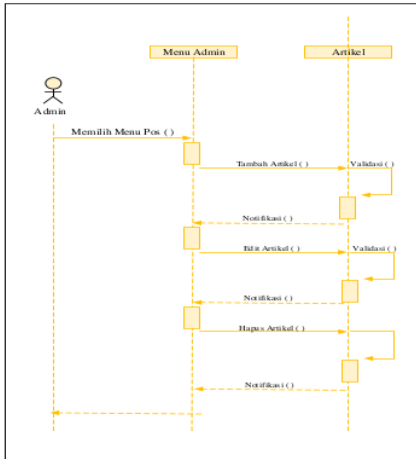 Menu Admin
Artikel
Admin
Memilih Menu Pos ( )
Tambah Artikel ( )
Validasi ( )
Notifikasi ( )
Edit Artikel ( )
Validasi ( )
Notifikasi ( )
Hapus Artikel ( )
Notifikasi ( )